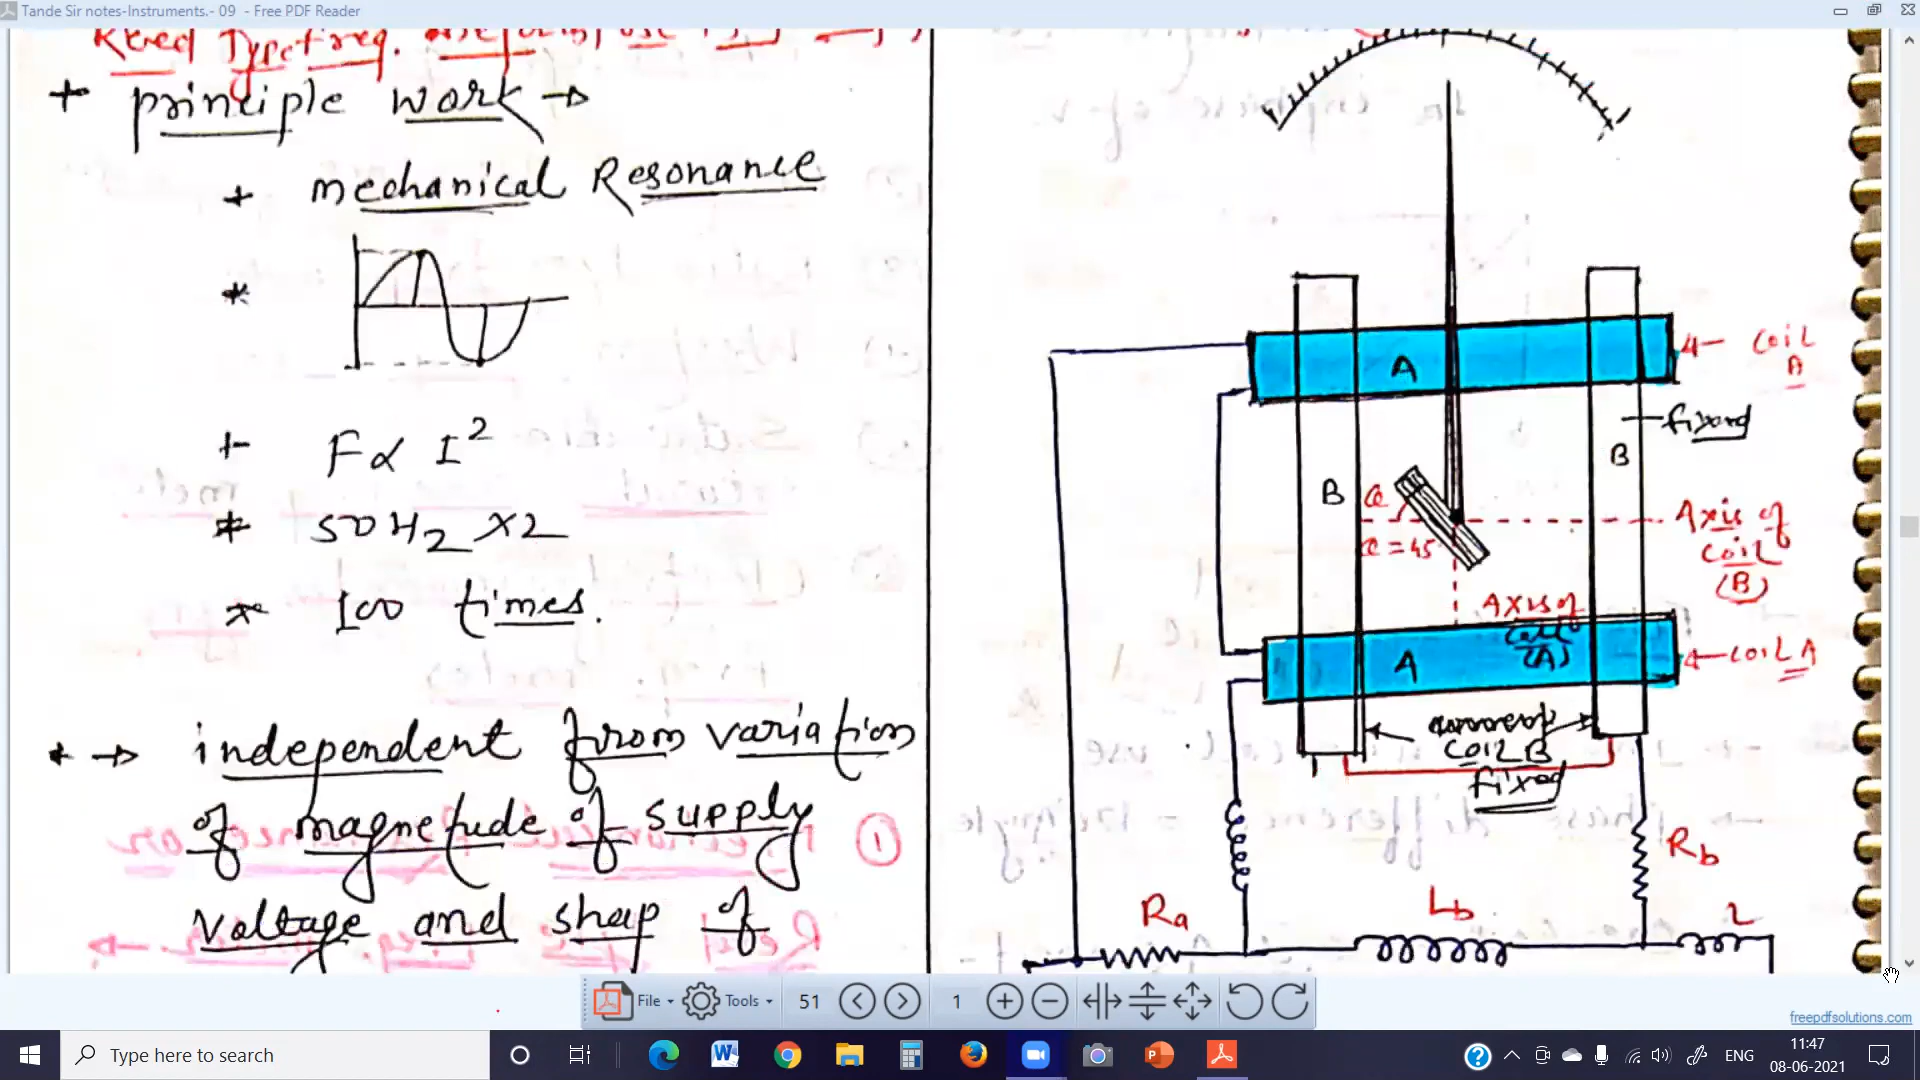 Tande Sir notes-Instruments.- 09 - Free PDF Reader
Reed Type freq.
+ principle work →
+ mechanical Resonance
*
+ F∝ I²
* 50HZ X2
* 100 times.
* → independent from variation
of magnetude of supply
voltage and shap of
A
4- coil
A
fixed
B
B
Q
Q = 45
Axis of
coil
(B)
Axis of
coil
(A)
A
←coil A
COIL B
fixed
Ra
Lb
Rb
L
File
Tools
51
1
freepdfsolutions.com
Type here to search
ENG
11:47
08-06-2021